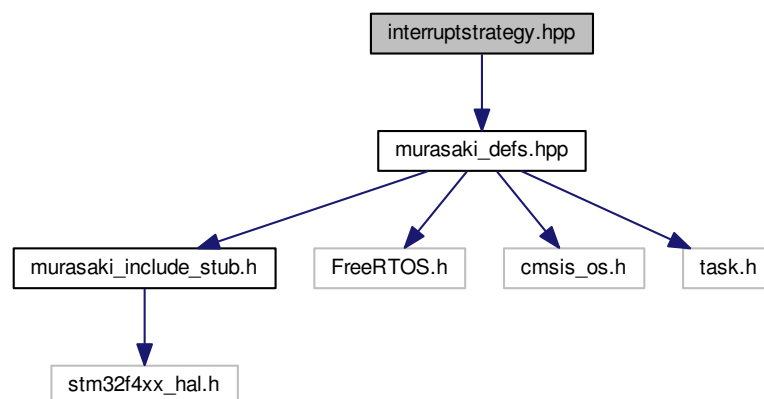 interruptstrategy.hpp
murasaki_defs.hpp
murasaki_include_stub.h
FreeRTOS.h
cmsis_os.h
task.h
stm32f4xx_hal.h